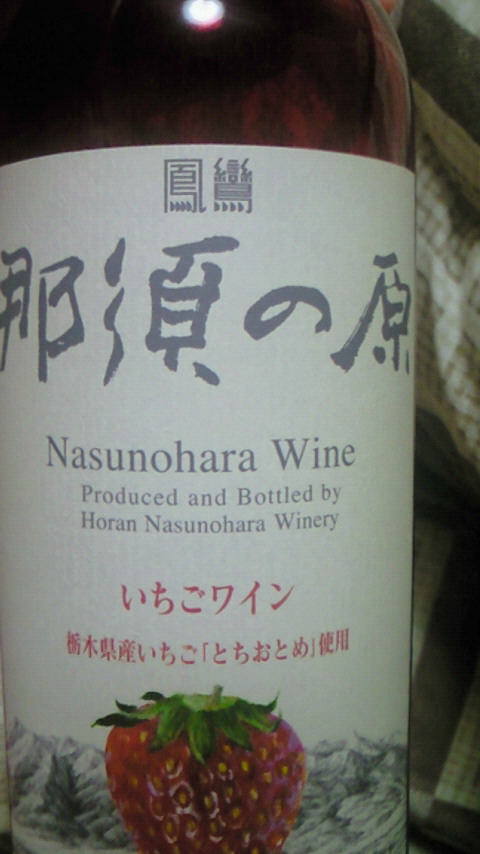 鳳鸞
那須の原
Nasunohara Wine
Produced and Bottled by
Horan Nasunohara Winery
いちごワイン
栃木県産いちご「とちおとめ」使用